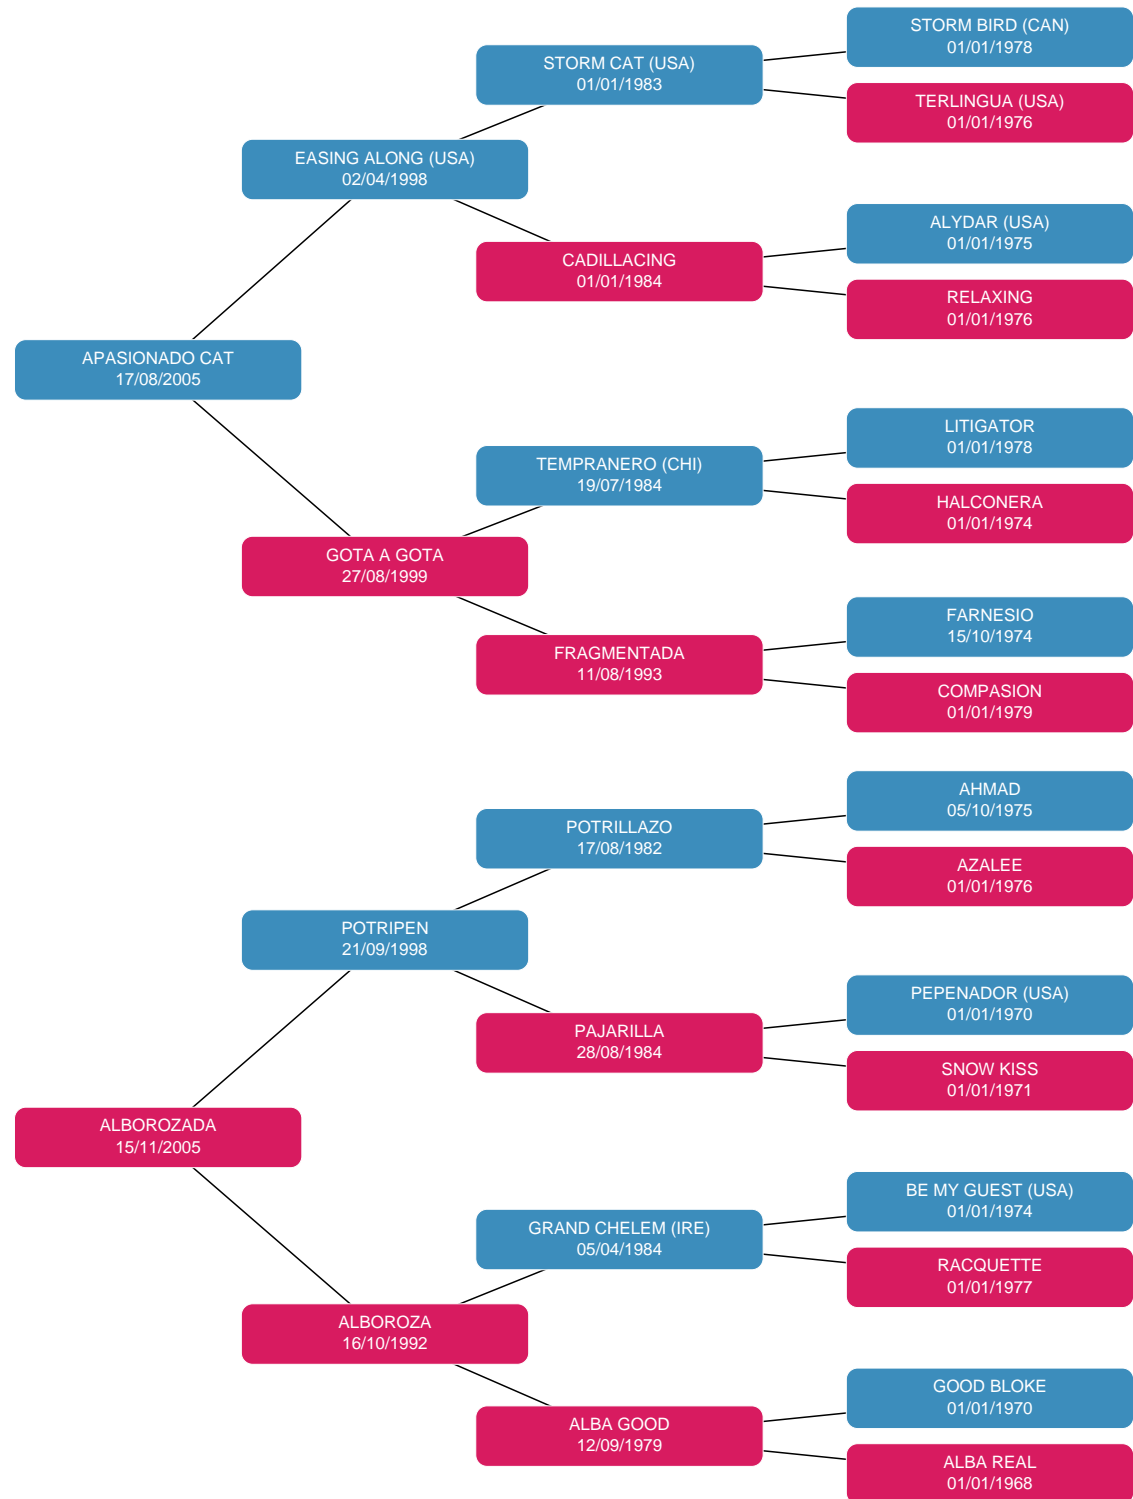 STORM BIRD (CAN)
01/01/1978
STORM CAT (USA)
01/01/1983
TERLINGUA (USA)
01/01/1976
EASING ALONG (USA)
02/04/1998
ALYDAR (USA)
01/01/1975
CADILLACING
01/01/1984
RELAXING
01/01/1976
APASIONADO CAT
17/08/2005
LITIGATOR
01/01/1978
TEMPRANERO (CHI)
19/07/1984
HALCONERA
01/01/1974
GOTA A GOTA
27/08/1999
FARNESIO
15/10/1974
FRAGMENTADA
11/08/1993
COMPASION
01/01/1979
AHMAD
05/10/1975
POTRILLAZO
17/08/1982
AZALEE
01/01/1976
POTRIPEN
21/09/1998
PEPENADOR (USA)
01/01/1970
PAJARILLA
28/08/1984
SNOW KISS
01/01/1971
ALBOROZADA
15/11/2005
BE MY GUEST (USA)
01/01/1974
GRAND CHELEM (IRE)
05/04/1984
RACQUETTE
01/01/1977
ALBOROZA
16/10/1992
GOOD BLOKE
01/01/1970
ALBA GOOD
12/09/1979
ALBA REAL
01/01/1968